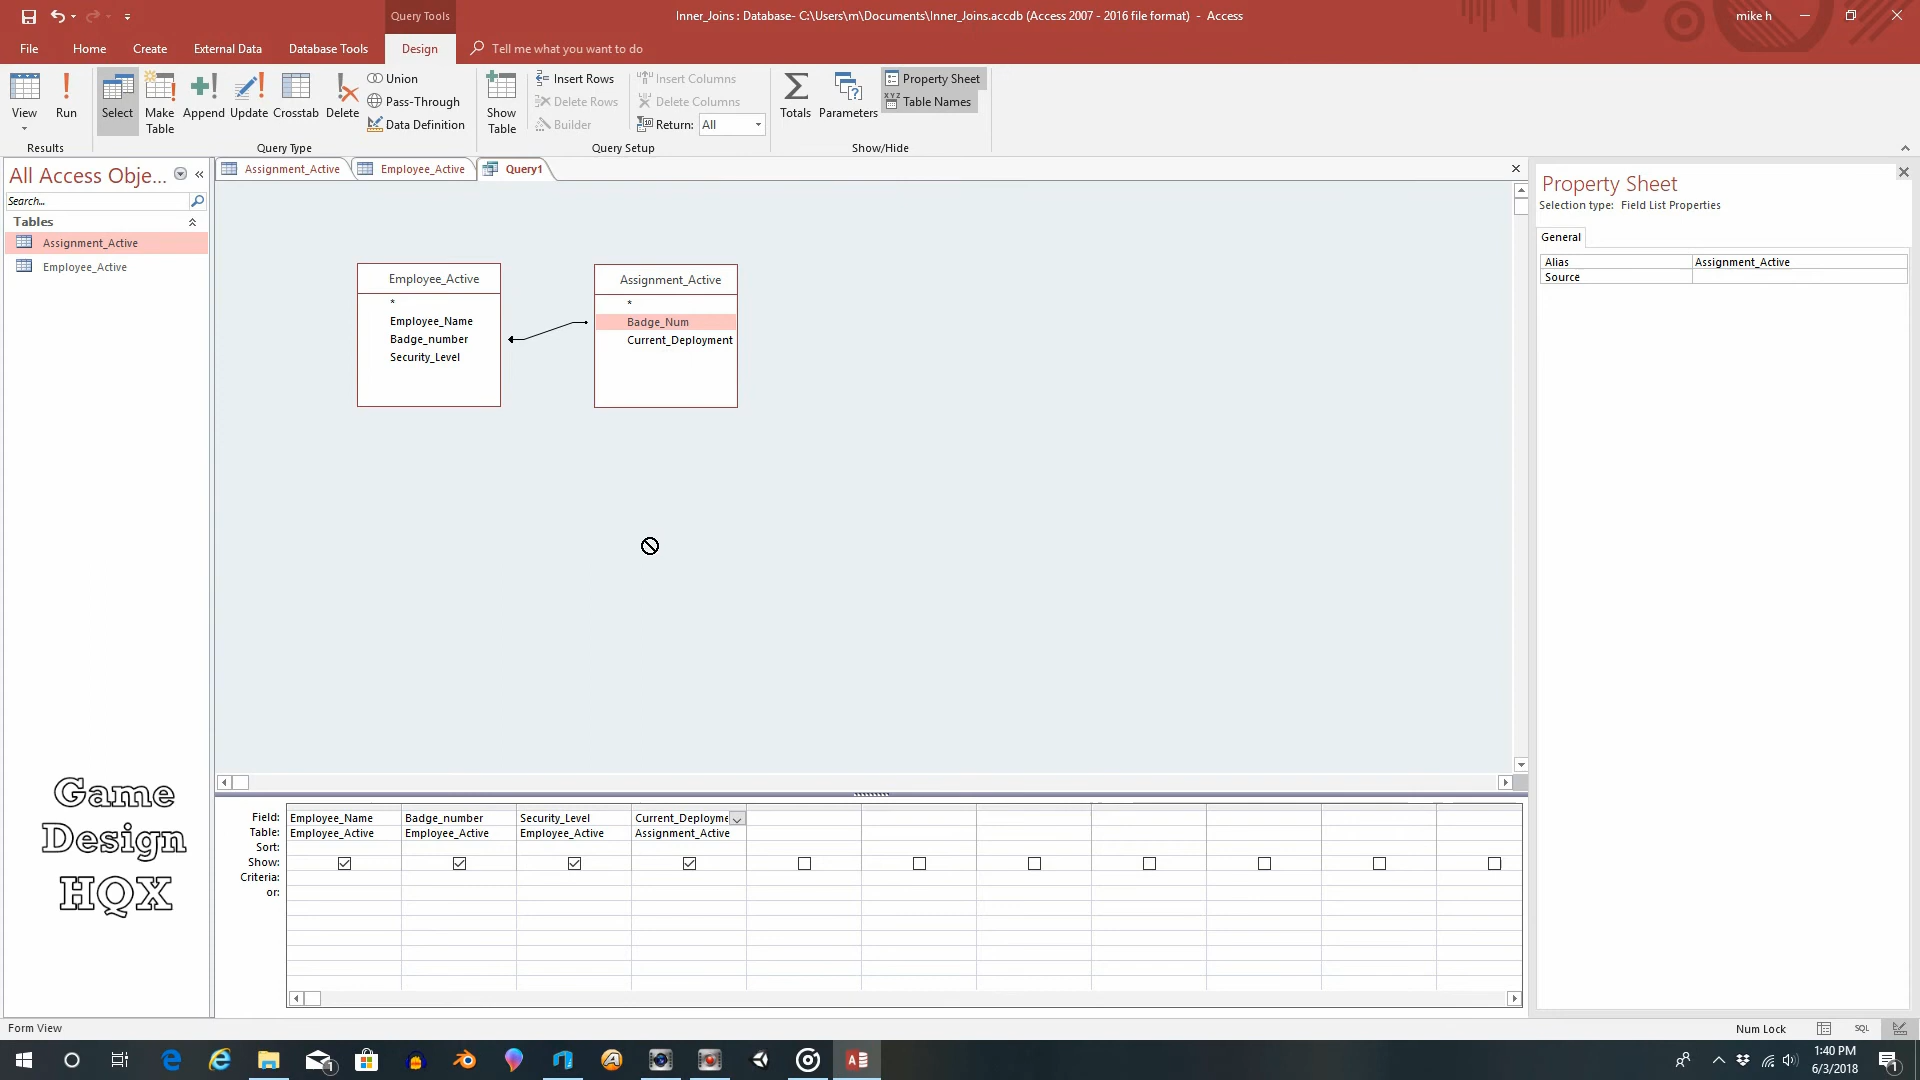 Query Tools
Inner_Joins : Database- C:\Users\m\Documents\Inner_Joins.accdb (Access 2007 - 2016 file format) - Access
mike h
File
Home
Create
External Data
Database Tools
Design
Tell me what you want to do
View
Run
Results
Select
Make Table
Append
Update
Crosstab
Delete
Union
Pass-Through
Data Definition
Query Type
Show Table
Insert Rows
Delete Rows
Builder
Insert Columns
Delete Columns
Return: All
Query Setup
Totals
Parameters
Property Sheet
XYZ Table Names
Show/Hide
All Access Obje...
Search...
Tables
Assignment_Active
Employee_Active
Assignment_Active
Employee_Active
Query1
Employee_Active
*
Employee_Name
Badge_number
Security_Level
Assignment_Active
*
Badge_Num
Current_Deployment
Property Sheet
Selection type: Field List Properties
General
Alias Assignment_Active
Source
Field: Employee_Name Badge_number Security_Level Current_Deployme
Table: Employee_Active Employee_Active Employee_Active Assignment_Active
Sort:
Show:
Criteria:
or:
Game
Design
HQX
Form View
Num Lock
SQL
1:40 PM
6/3/2018